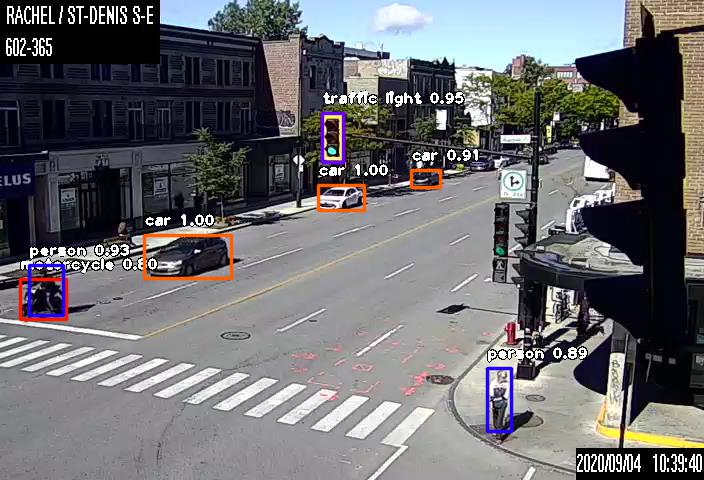 RACHEL / ST-DENIS S-E
602-365
traffic light 0.95
car 1.00
car 0.91
car 1.00
person 0.93
motorcycle 0.80
ELUS
person 0.89
2020/09/04 10:39:40